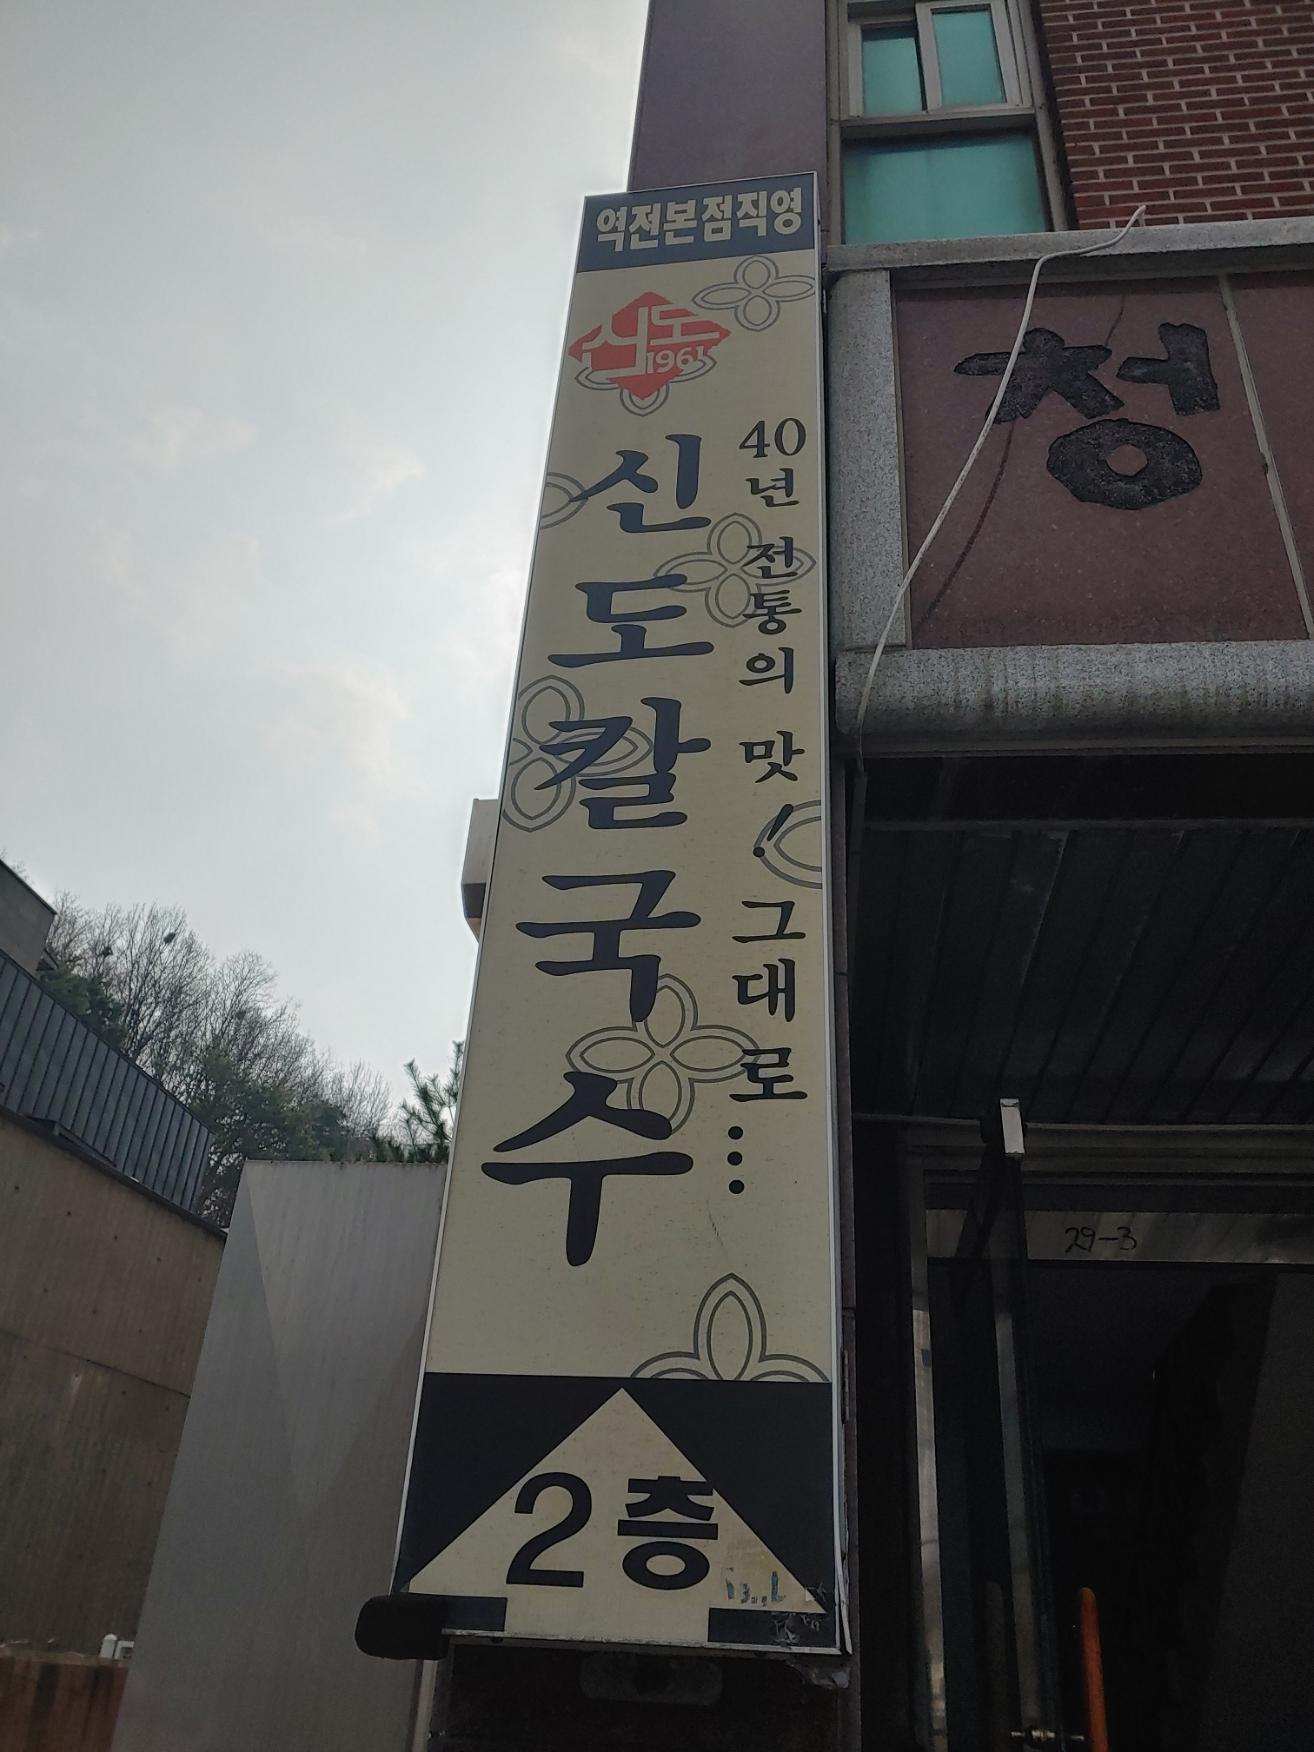 역전본점직영
신도
1961
40년 전통의 맛! 그대로...
신도칼국수
2층
청
29-3